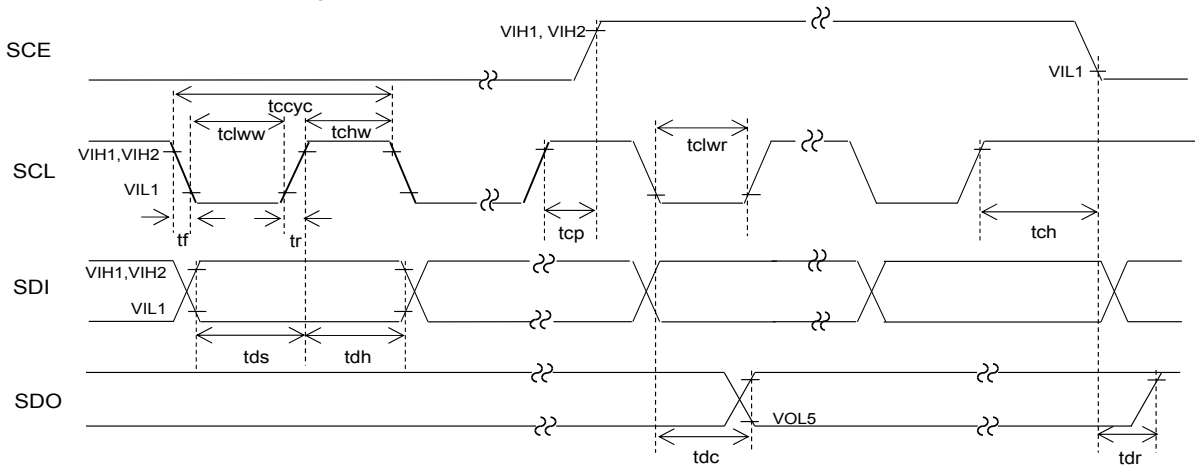 SCE
VIH1, VIH2
VIL1
tccyc
tclww
tchw
tclwr
SCL
VIH1,VIH2
VIL1
tf
tr
tcp
tch
SDI
VIH1,VIH2
VIL1
tds
tdh
SDO
VOL5
tdc
tdr